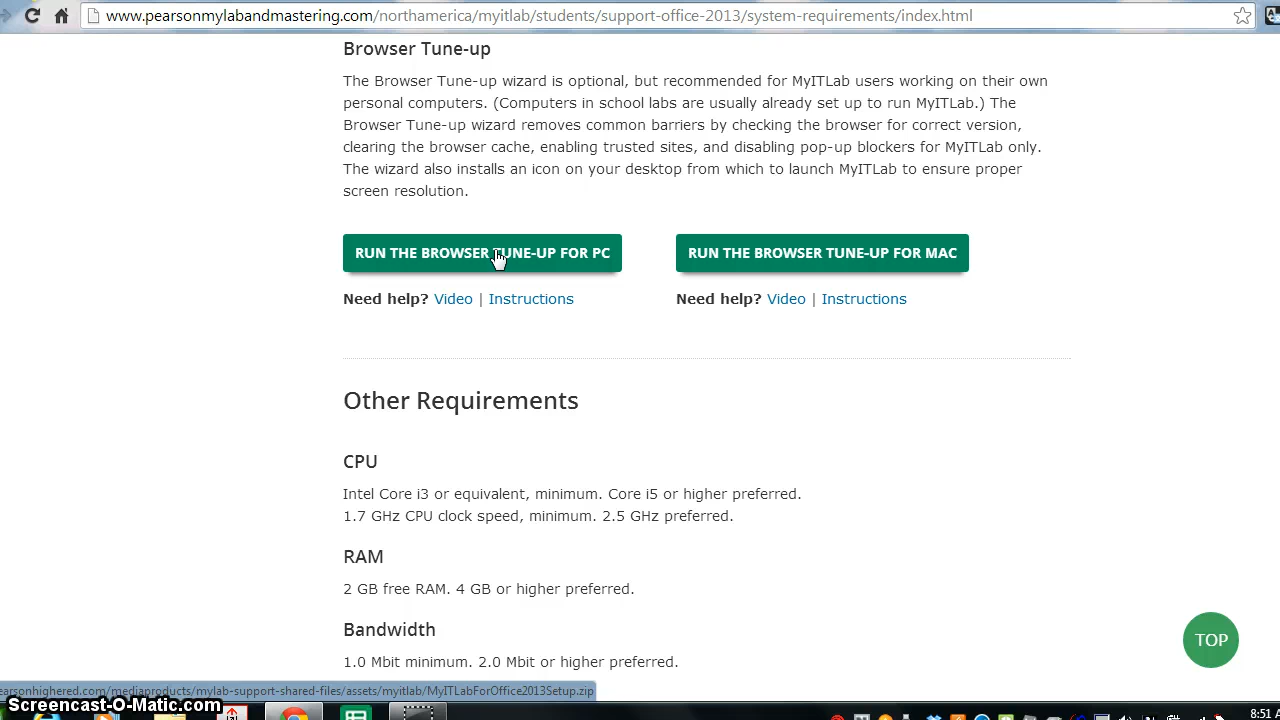 www.pearsonmylabandmastering.com/northamerica/myitlab/students/support-office-2013/system-requirements/index.html
Browser Tune-up
The Browser Tune-up wizard is optional, but recommended for MyITLab users working on their own
personal computers. (Computers in school labs are usually already set up to run MyITLab.) The
Browser Tune-up wizard removes common barriers by checking the browser for correct version,
clearing the browser cache, enabling trusted sites, and disabling pop-up blockers for MyITLab only.
The wizard also installs an icon on your desktop from which to launch MyITLab to ensure proper
screen resolution.
RUN THE BROWSER TUNE-UP FOR PC RUN THE BROWSER TUNE-UP FOR MAC
Need help? Video | Instructions Need help? Video | Instructions
Other Requirements
CPU
Intel Core i3 or equivalent, minimum. Core i5 or higher preferred.
1.7 GHz CPU clock speed, minimum. 2.5 GHz preferred.
RAM
2 GB free RAM. 4 GB or higher preferred.
TOP
Bandwidth
1.0 Mbit minimum. 2.0 Mbit or higher preferred.
earsonhighered.com/mediaproducts/mylab-support-shared-files/assets/myitlab/MyITLabForOffice2013Setup.zip
Screencast-O-Matic.com
8:51 A